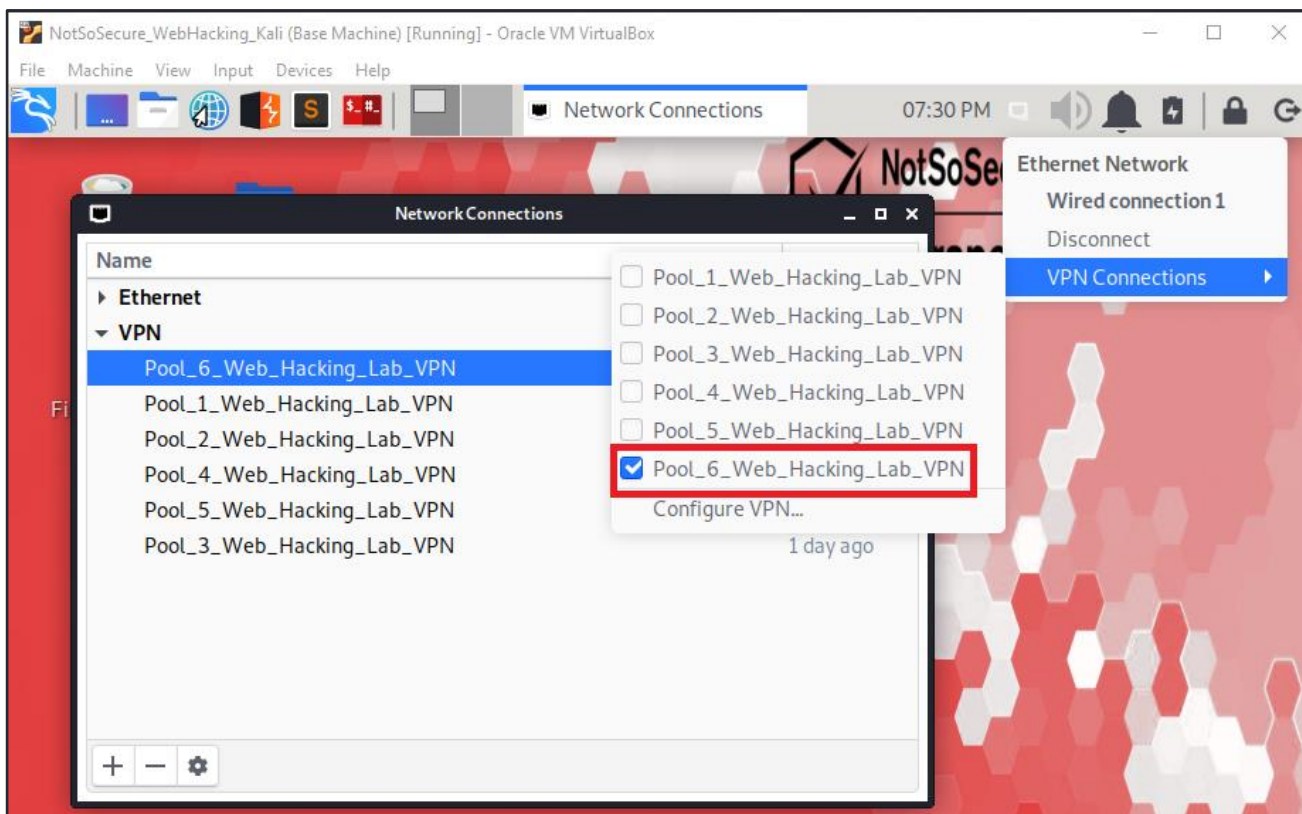 NotSoSecure_WebHacking_Kali (Base Machine) [Running] - Oracle VM VirtualBox
File Machine View Input Devices Help
S $_ #_ Network Connections 07:30 PM
NotSoSe
Ethernet Network
Wired connection 1
Disconnect
VPN Connections
Network Connections
Name
Ethernet
VPN
Pool_6_Web_Hacking_Lab_VPN
Pool_1_Web_Hacking_Lab_VPN
Pool_2_Web_Hacking_Lab_VPN
Pool_4_Web_Hacking_Lab_VPN
Pool_5_Web_Hacking_Lab_VPN
Pool_3_Web_Hacking_Lab_VPN 1 day ago
Pool_1_Web_Hacking_Lab_VPN
Pool_2_Web_Hacking_Lab_VPN
Pool_3_Web_Hacking_Lab_VPN
Pool_4_Web_Hacking_Lab_VPN
Pool_5_Web_Hacking_Lab_VPN
Pool_6_Web_Hacking_Lab_VPN
Configure VPN...
Fi